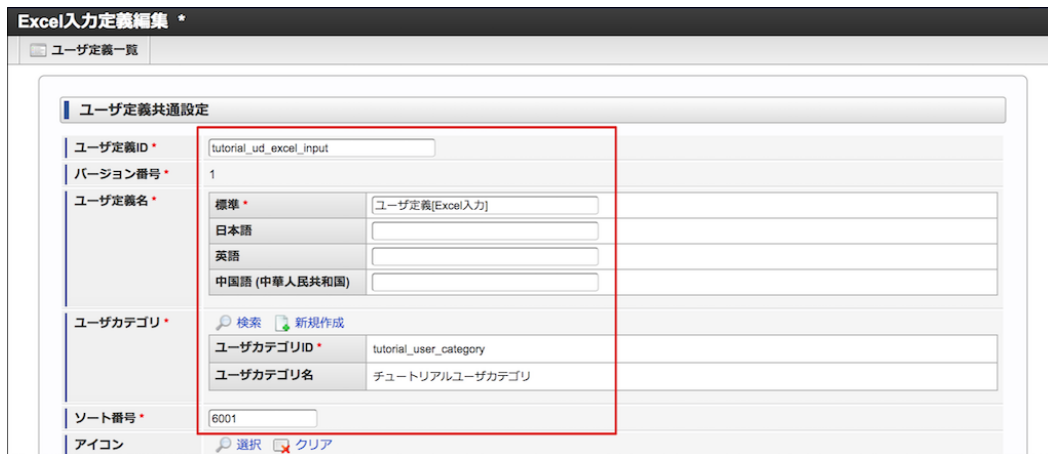 Excel入力定義編集 *
ユーザ定義一覧
ユーザ定義共通設定
ユーザ定義ID * tutorial_ud_excel_input
バージョン番号 * 1
ユーザ定義名 * 標準 * ユーザ定義[Excel入力]
日本語
英語
中国語 (中華人民共和国)
ユーザカテゴリ * 検索 新規作成
ユーザカテゴリID * tutorial_user_category
ユーザカテゴリ名 チュートリアルユーザカテゴリ
ソート番号 * 6001
アイコン 選択 クリア